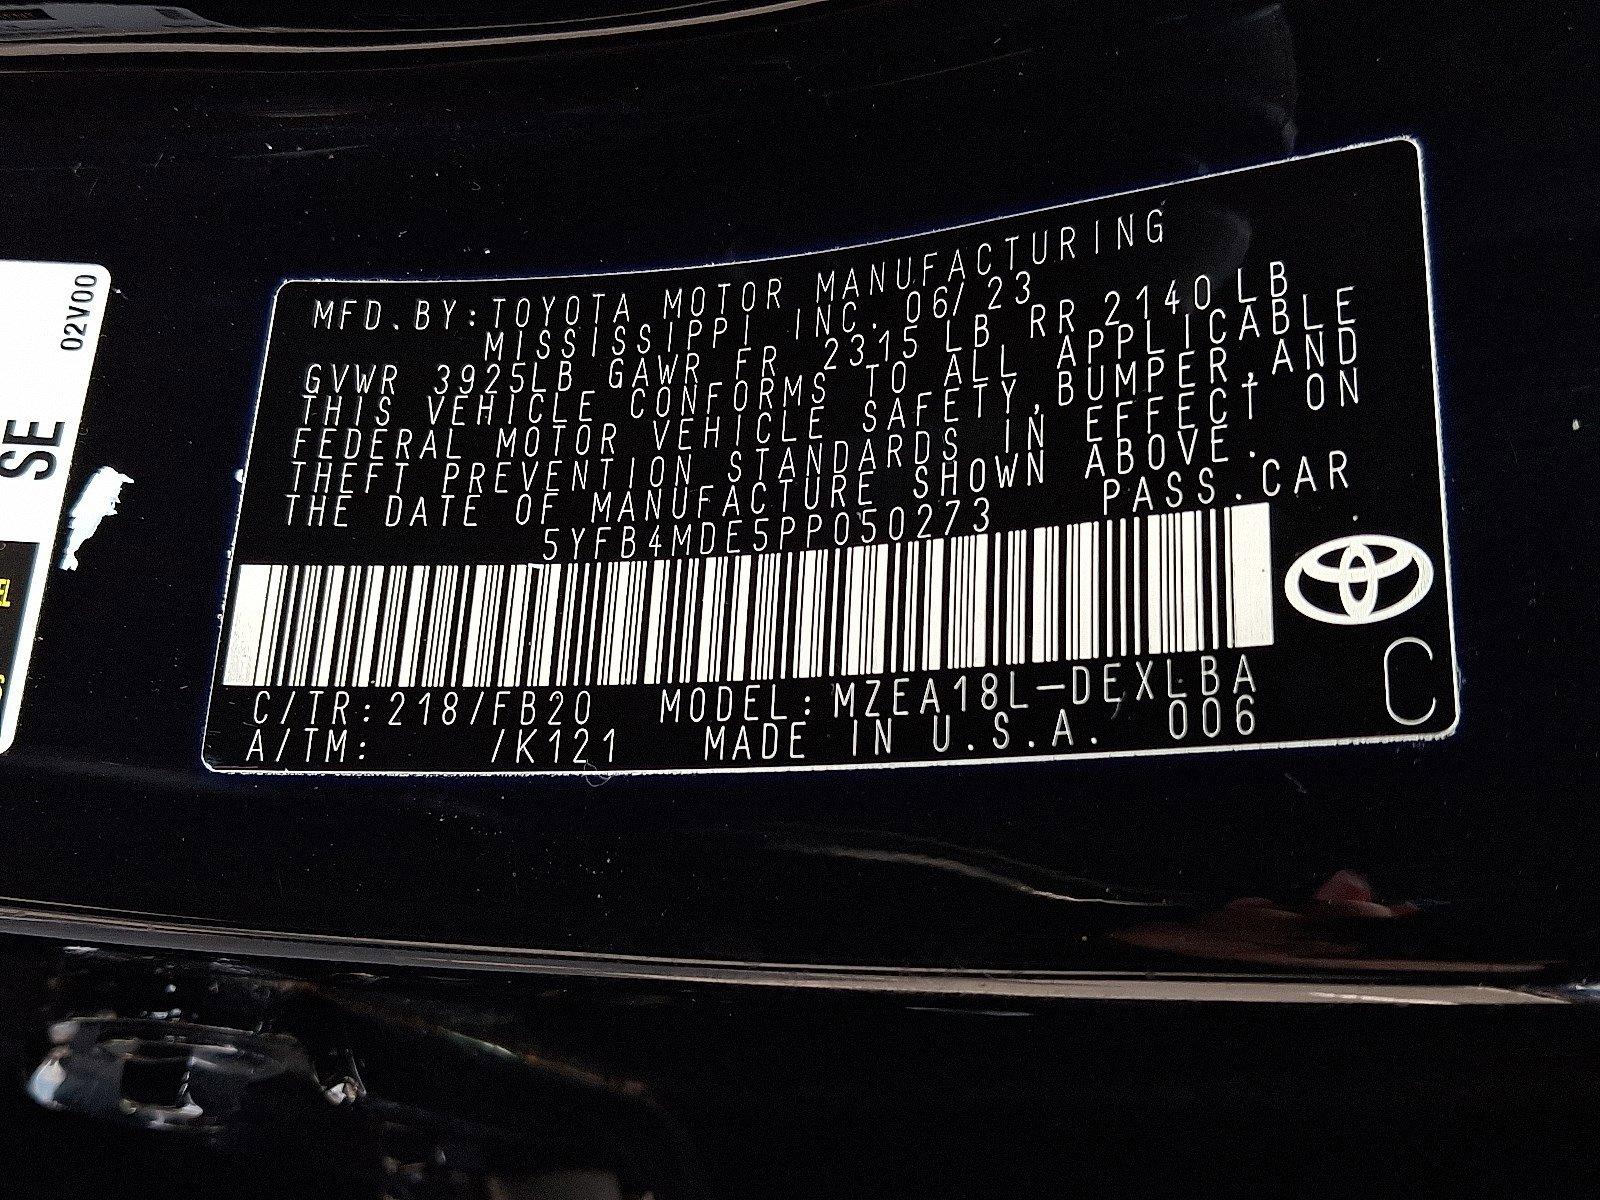 MFD.BY:TOYOTA MOTOR MANUFACTURING
MISSISSIPPI INC. 06/23
GVWR 3925LB GAWR FR 2315 LB RR 2140LB
THIS VEHICLE CONFORMS TO ALL APPLICABLE
FEDERAL MOTOR VEHICLE SAFETY,BUMPER,AND
THEFT PREVENTION STANDARDS IN EFFECT ON
THE DATE OF MANUFACTURE SHOWN ABOVE.
5YFB4MDE5PP050273 PASS.CAR
C/TR:218/FB20 MODEL:MZEA18L-DEXLBA
A/TM: /K121 MADE IN U.S.A. 006
C
02V00
SE